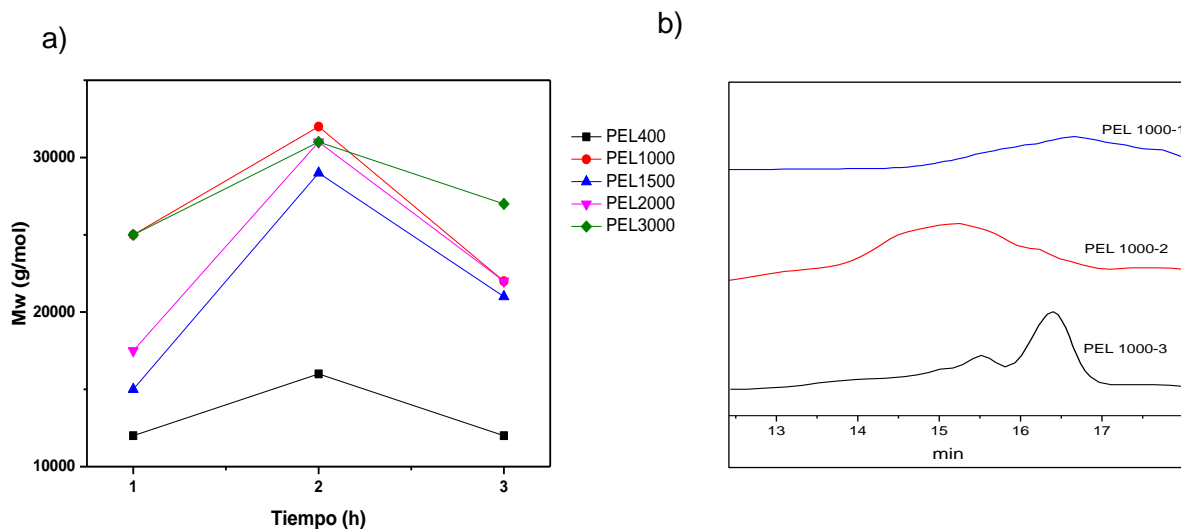 a)
Mw (g/mol)
30000
20000
10000
1
2
3
Tiempo (h)
PEL400
PEL1000
PEL1500
PEL2000
PEL3000
b)
PEL 1000-1
PEL 1000-2
PEL 1000-3
13
14
15
16
17
min